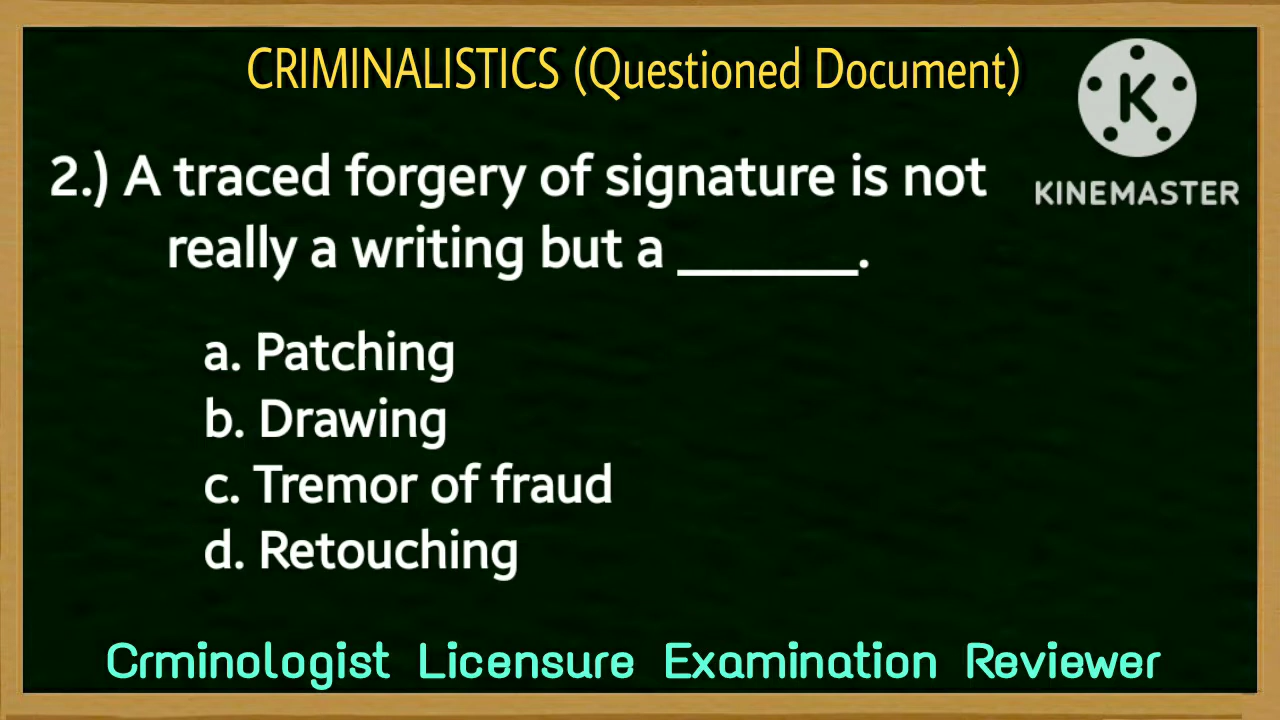 CRIMINALISTICS (Questioned Document)
K
KINEMASTER
2.) A traced forgery of signature is not
really a writing but a ______.
a. Patching
b. Drawing
c. Tremor of fraud
d. Retouching
Crminologist Licensure Examination Reviewer